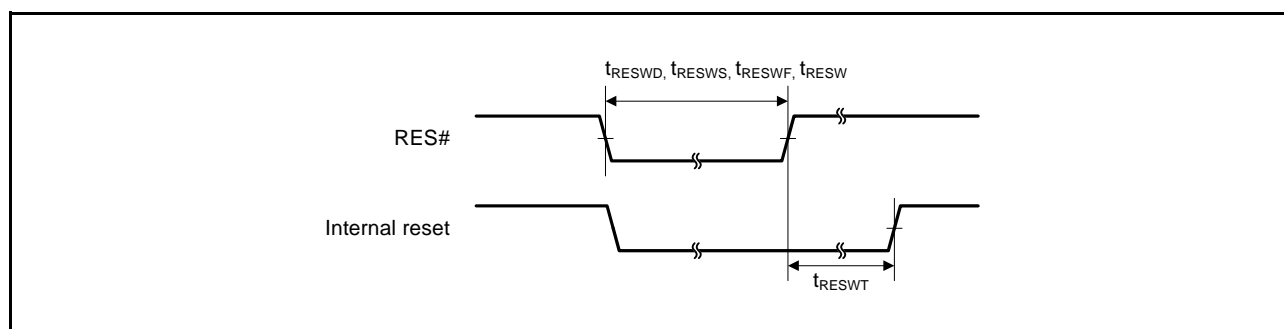 tRESWD, tRESWS, tRESWF, tRESW
RES#
Internal reset
tRESWT